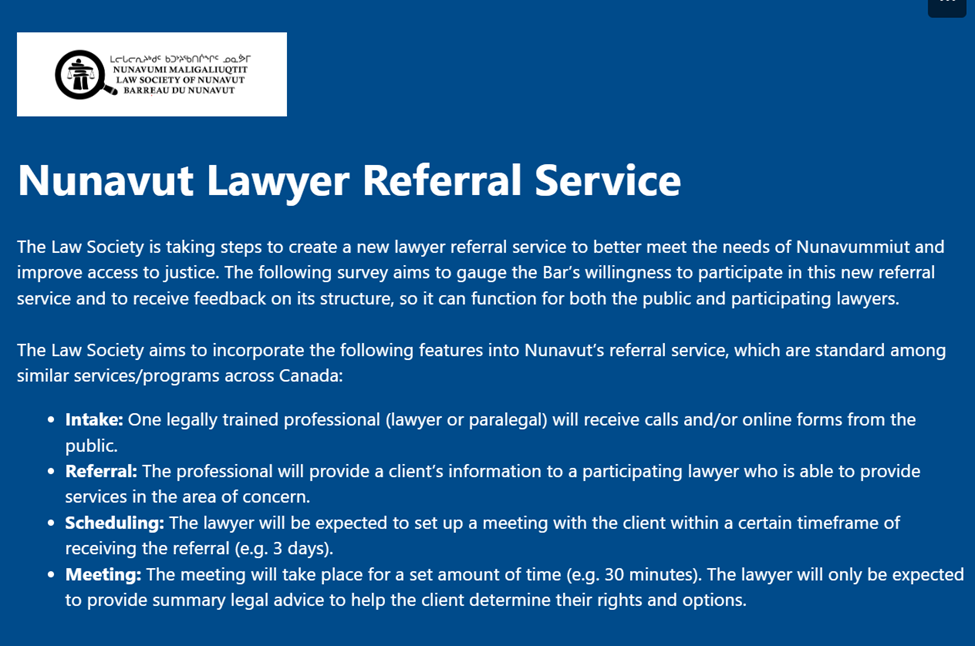 NUNAVUMI MALIGALIUQTIT
LAW SOCIETY OF NUNAVUT
BARREAU DU NUNAVUT
Nunavut Lawyer Referral Service
The Law Society is taking steps to create a new lawyer referral service to better meet the needs of Nunavummiut and
improve access to justice. The following survey aims to gauge the Bar’s willingness to participate in this new referral
service and to receive feedback on its structure, so it can function for both the public and participating lawyers.
The Law Society aims to incorporate the following features into Nunavut’s referral service, which are standard among
similar services/programs across Canada:
• Intake: One legally trained professional (lawyer or paralegal) will receive calls and/or online forms from the
public.
• Referral: The professional will provide a client’s information to a participating lawyer who is able to provide
services in the area of concern.
• Scheduling: The lawyer will be expected to set up a meeting with the client within a certain timeframe of
receiving the referral (e.g. 3 days).
• Meeting: The meeting will take place for a set amount of time (e.g. 30 minutes). The lawyer will only be expected
to provide summary legal advice to help the client determine their rights and options.